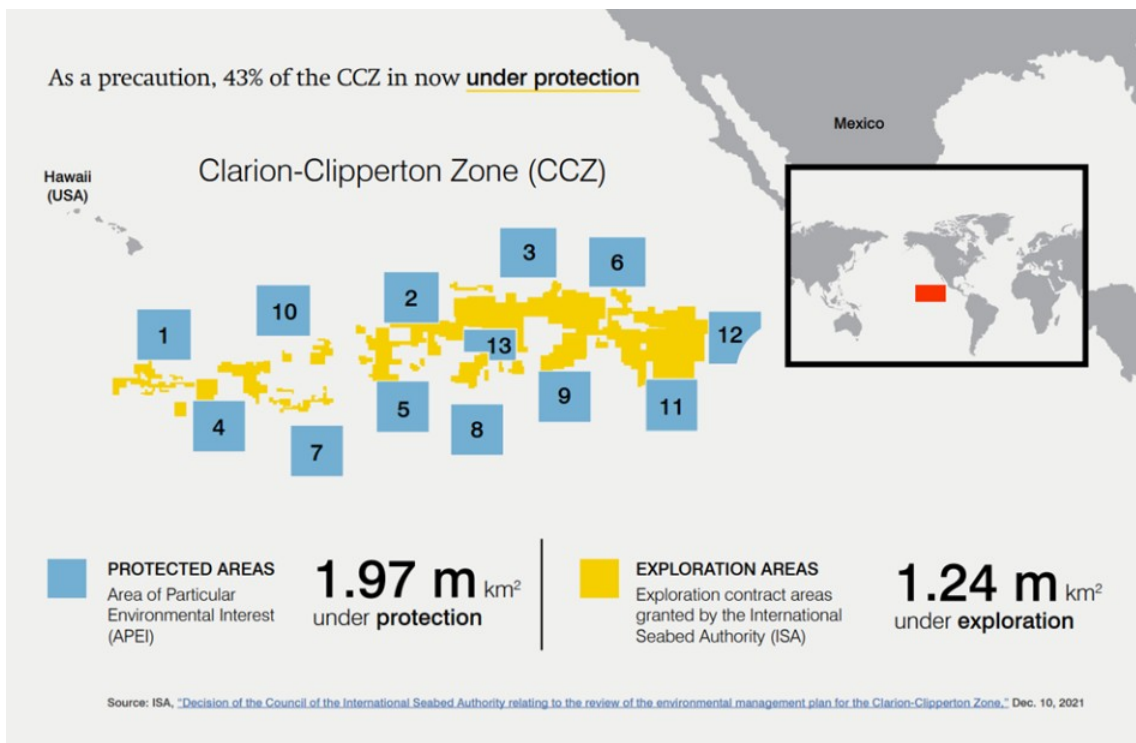 As a precaution, 43% of the CCZ in now under protection
Mexico
Clarion-Clipperton Zone (CCZ)
Hawaii
(USA)
3
6
2
10
1
12
13
9
11
5
4
8
7
PROTECTED AREAS
Area of Particular
Environmental Interest
(APEI)
1.97 m km²
under protection
EXPLORATION AREAS
Exploration contract areas
granted by the International
Seabed Authority (ISA)
1.24 m km²
under exploration
Source: ISA, "Decision of the Council of the International Seabed Authority relating to the review of the environmental management plan for the Clarion-Clipperton Zone," Dec. 10, 2021